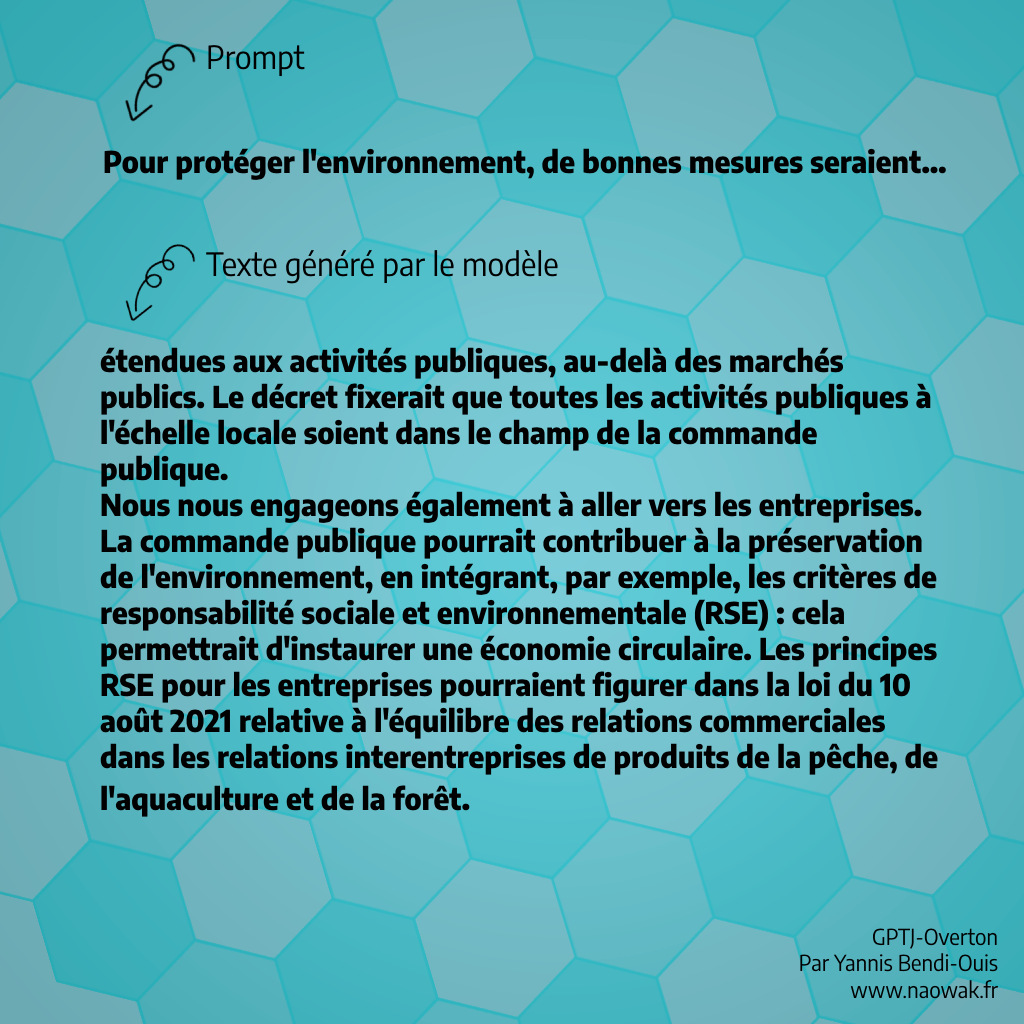 Prompt
Pour protéger l'environnement, de bonnes mesures seraient...
Texte généré par le modèle
étendues aux activités publiques, au-delà des marchés
publics. Le décret fixerait que toutes les activités publiques à
l'échelle locale soient dans le champ de la commande
publique.
Nous nous engageons également à aller vers les entreprises.
La commande publique pourrait contribuer à la préservation
de l'environnement, en intégrant, par exemple, les critères de
responsabilité sociale et environnementale (RSE) : cela
permettrait d'instaurer une économie circulaire. Les principes
RSE pour les entreprises pourraient figurer dans la loi du 10
août 2021 relative à l'équilibre des relations commerciales
dans les relations interentreprises de produits de la pêche, de
l'aquaculture et de la forêt.
GPTJ-Overton
Par Yannis Bendi-Ouis
www.naowak.fr